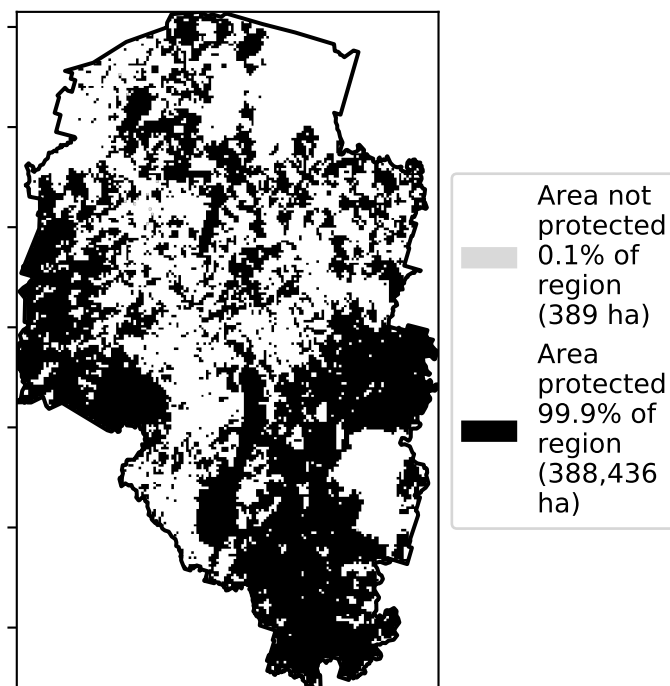 Area not
protected
0.1% of
region
(389 ha)
Area
protected
99.9% of
region
(388,436
ha)